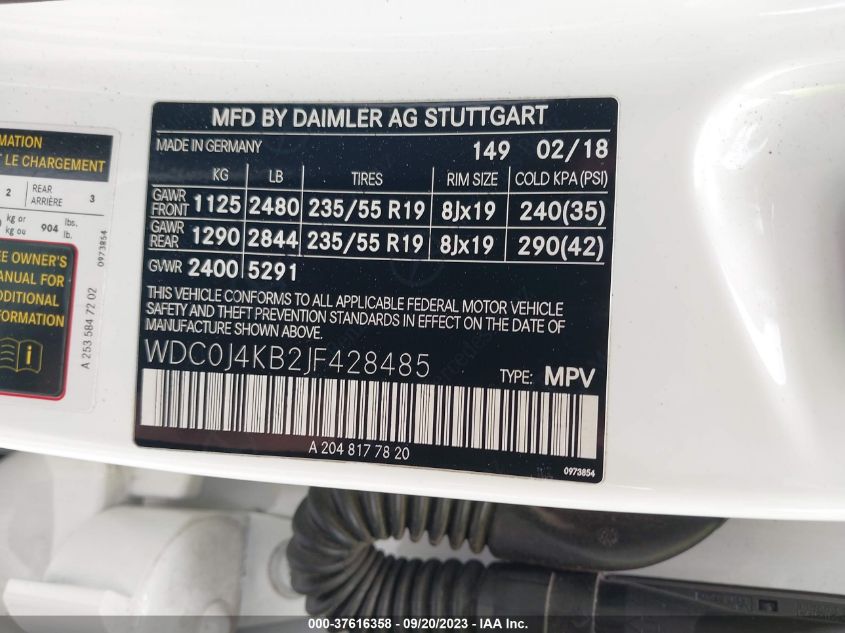 MATION
LE CHARGEMENT
2 REAR ARRIÈRE 3
kg or kg ou 904 lbs. lb.
EE OWNER'S
ANUAL FOR
DDITIONAL
FORMATION
0973854
A 253 584 72 02
MFD BY DAIMLER AG STUTTGART
MADE IN GERMANY 149 02/18
KG LB TIRES RIM SIZE COLD KPA (PSI)
GAWR FRONT 1125 2480 235/55 R19 8Jx19 240(35)
GAWR REAR 1290 2844 235/55 R19 8Jx19 290(42)
GVWR 2400 5291
THIS VEHICLE CONFORMS TO ALL APPLICABLE FEDERAL MOTOR VEHICLE
SAFETY AND THEFT PREVENTION STANDARDS IN EFFECT ON THE DATE OF
MANUFACTURE SHOWN ABOVE.
WDC0J4KB2JF428485 TYPE: MPV
A 204 817 78 20
0973854
000-37616358 - 09/20/2023 - IAA Inc.